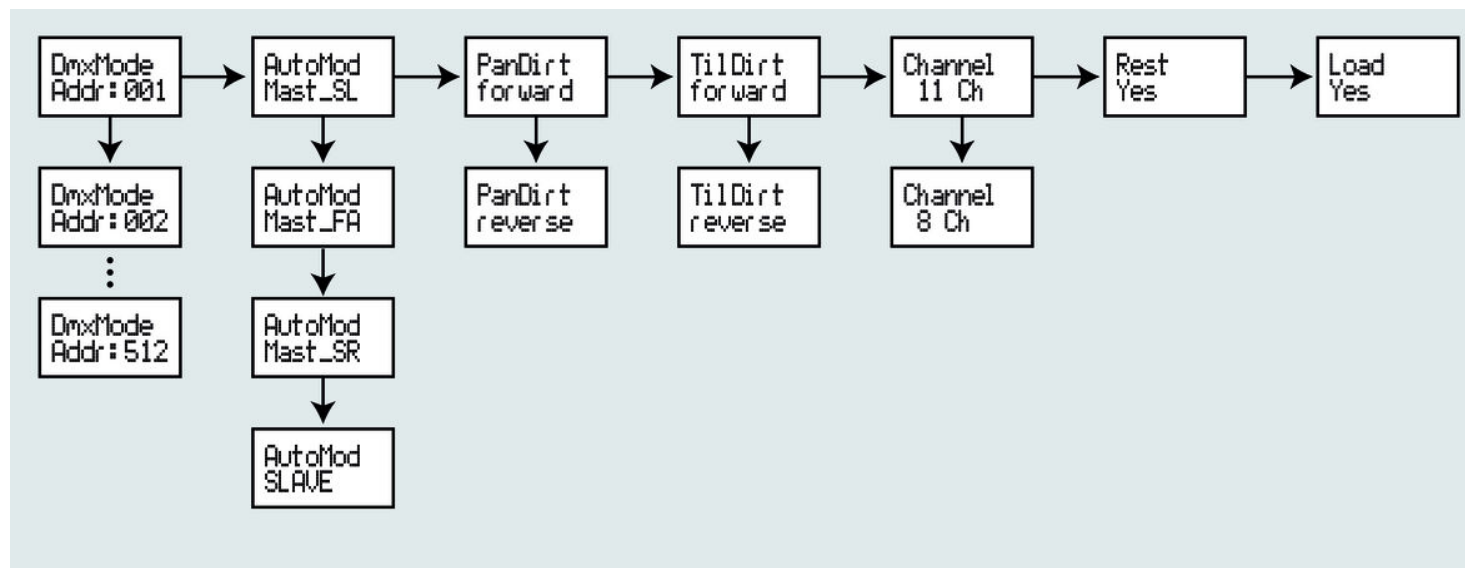 DmxMode
Addr:001
AutoMod
Mast_SL
PanDirt
forward
TilDirt
forward
Channel
11 Ch
Rest
Yes
Load
Yes
DmxMode
Addr:002
AutoMod
Mast_FA
PanDirt
reverse
TilDirt
reverse
Channel
8 Ch
DmxMode
Addr:512
AutoMod
Mast_SR
AutoMod
SLAVE